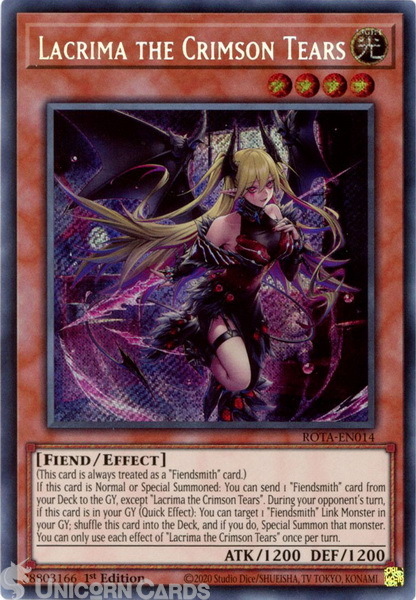 LACRIMA THE CRIMSON TEARS
LIGHT
光
ROTA-EN014
[FIEND/EFFECT]
(This card is always treated as a "Fiendsmith" card.)
If this card is Normal or Special Summoned: You can send 1 "Fiendsmith" card from
your Deck to the GY, except "Lacrima the Crimson Tears". During your opponent's turn,
if this card is in your GY (Quick Effect): You can target 1 "Fiendsmith" Link Monster in
your GY; shuffle this card into the Deck, and if you do, Special Summon that monster.
You can only use each effect of "Lacrima the Crimson Tears" once per turn.
ATK/1200 DEF/1200
28803166 1st Edition ©2020 Studio Dice/SHUEISHA, TV TOKYO, KONAMI
UNICORN CARDS